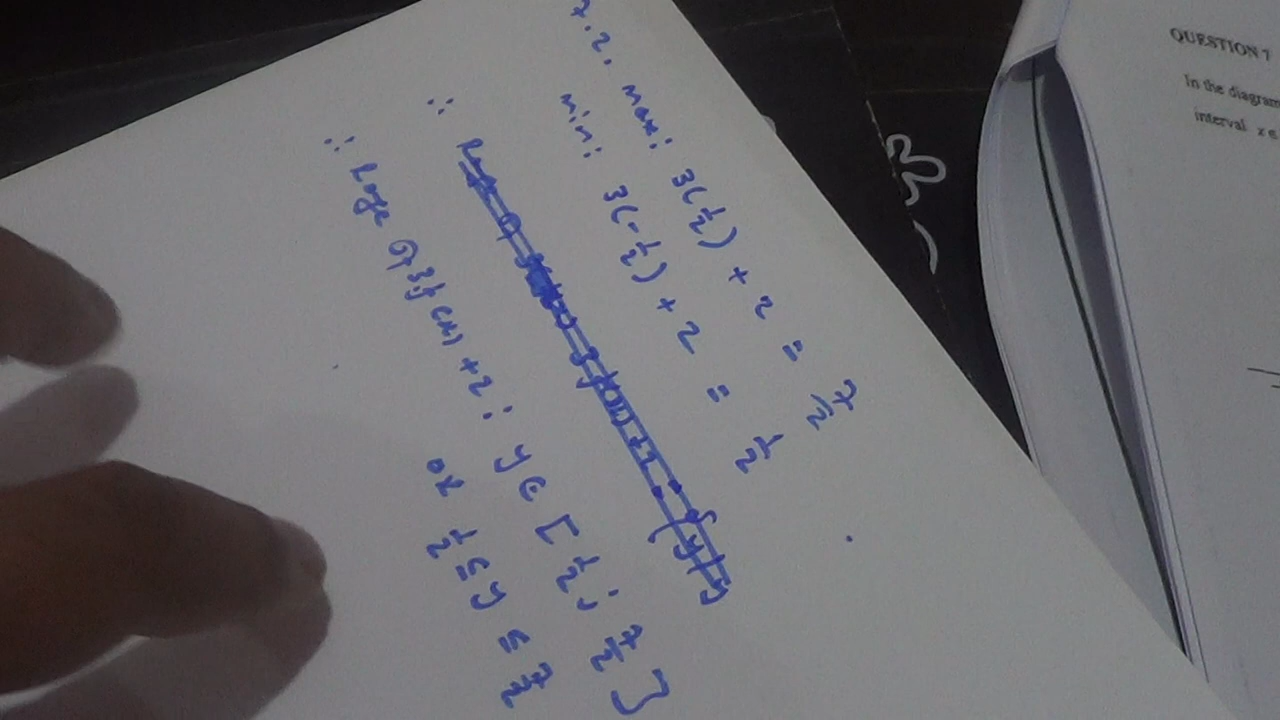 7.2. max: 3(1/2) + 2 = 7/2
min: 3(-1/2) + 2 = 1/2
∴
∴ Range of 3f(x) + 2 : y ∈ [1/2 ; 7/2]
OR 1/2 ≤ y ≤ 7/2
QUESTION 7
In the diagram
interval x ∈